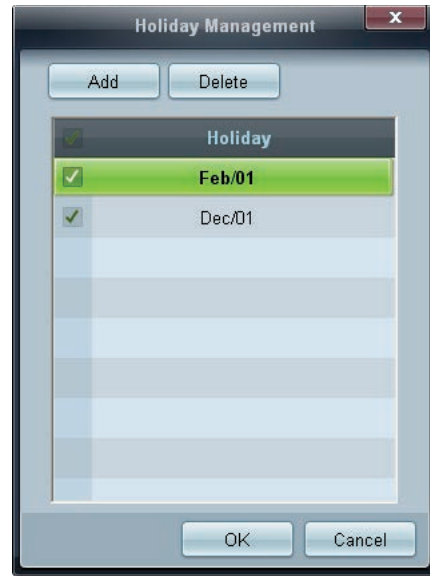 Holiday Management
x
Add Delete
Holiday
Feb/01
Dec/01
OK Cancel